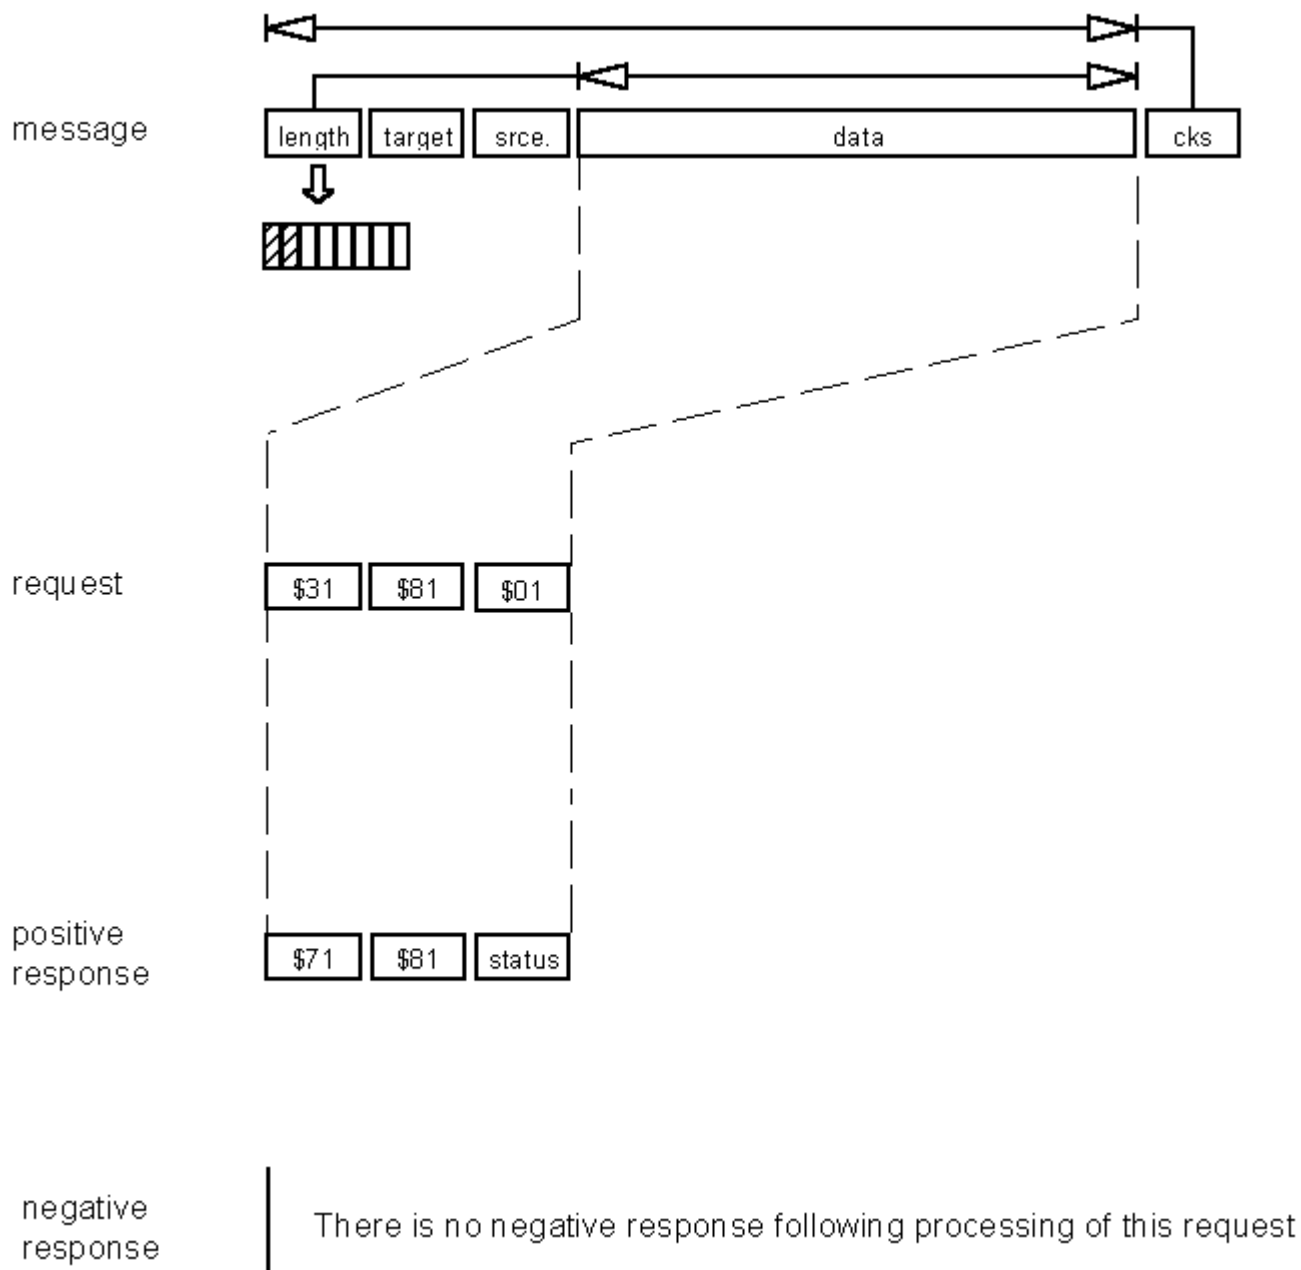 message
length target srce. data cks
request
$31 $81 $01
positive
response
$71 $81 status
negative
response
There is no negative response following processing of this request